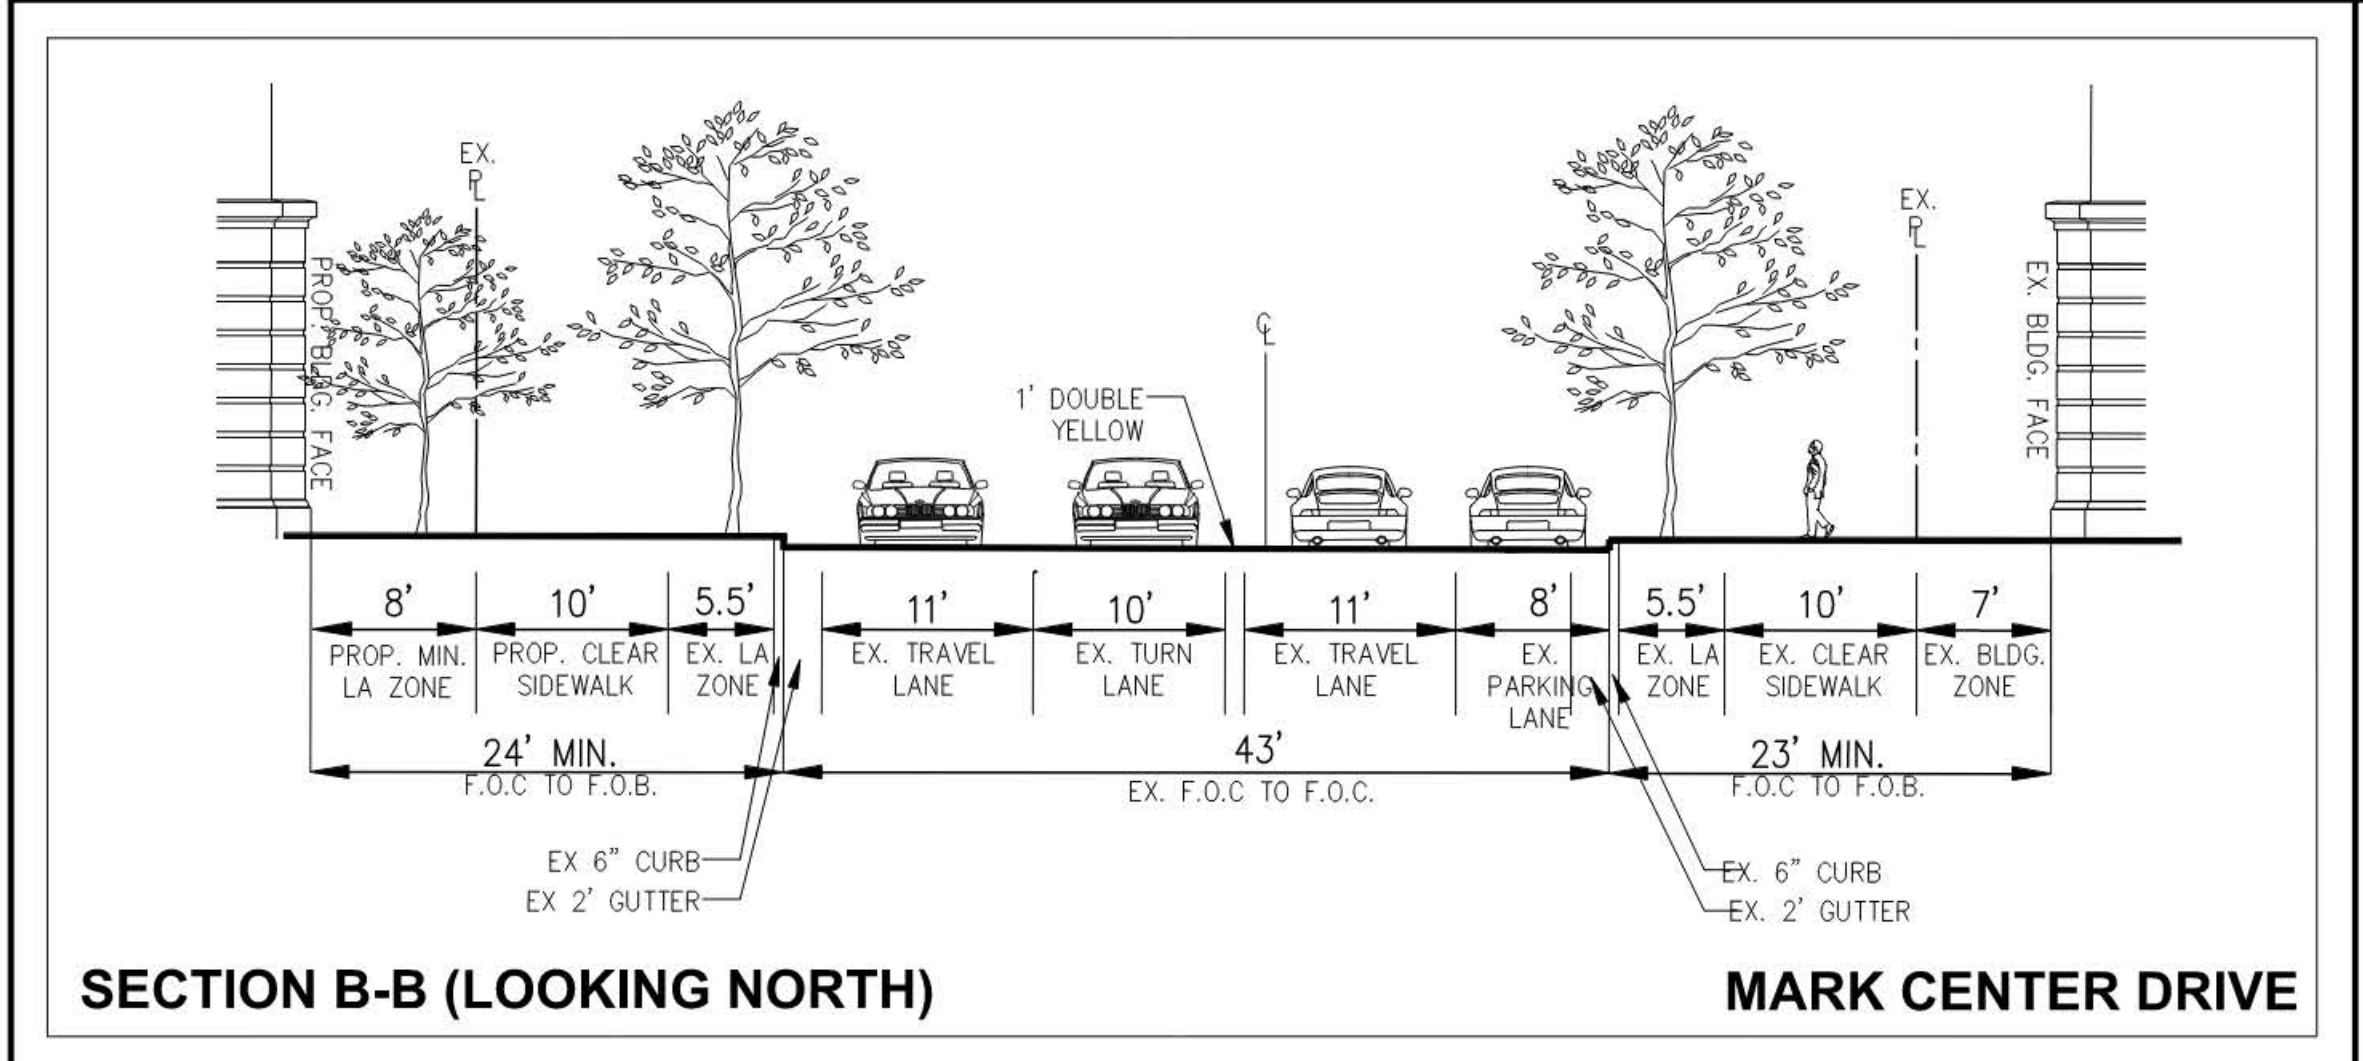 EX.
PL
EX.
PL
PROP. BLDG. FACE
EX. BLDG. FACE
CL
1' DOUBLE
YELLOW
8'
PROP. MIN.
LA ZONE
10'
PROP. CLEAR
SIDEWALK
5.5'
EX. LA
ZONE
11'
EX. TRAVEL
LANE
10'
EX. TURN
LANE
11'
EX. TRAVEL
LANE
8'
EX.
PARKING
LANE
5.5'
EX. LA
ZONE
10'
EX. CLEAR
SIDEWALK
7'
EX. BLDG.
ZONE
24' MIN.
F.O.C TO F.O.B.
43'
EX. F.O.C TO F.O.C.
23' MIN.
F.O.C TO F.O.B.
EX 6” CURB
EX 2' GUTTER
EX. 6” CURB
EX. 2' GUTTER
SECTION B-B (LOOKING NORTH)
MARK CENTER DRIVE